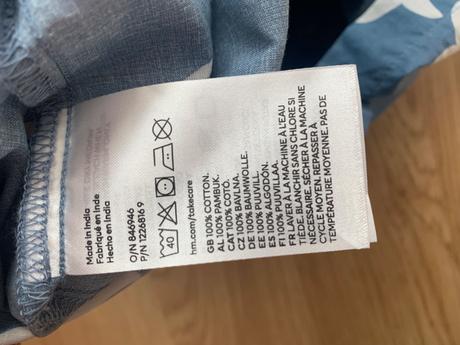 Made in India
Fabriqué en Inde
Hecho en India
O/N 846946
P/N 1226816 9
40
hm.com/takecare
GB 100% COTTON.
AL 100% PAMBUK.
CAT 100% COTÓ.
CZ 100% BAVLNA.
DE 100% BAUMWOLLE.
EE 100% PUUVILL.
ES 100% ALGODÓN.
FI 100% PUUVILLAA.
FR LAVER À LA MACHINE À L'EAU
TIÈDE. BLANCHIR SANS CHLORE SI
NÉCESSAIRE. SÉCHER À LA MACHINE
CYCLE MOYEN. REPASSER À
TEMPÉRATURE MOYENNE. PAS DE